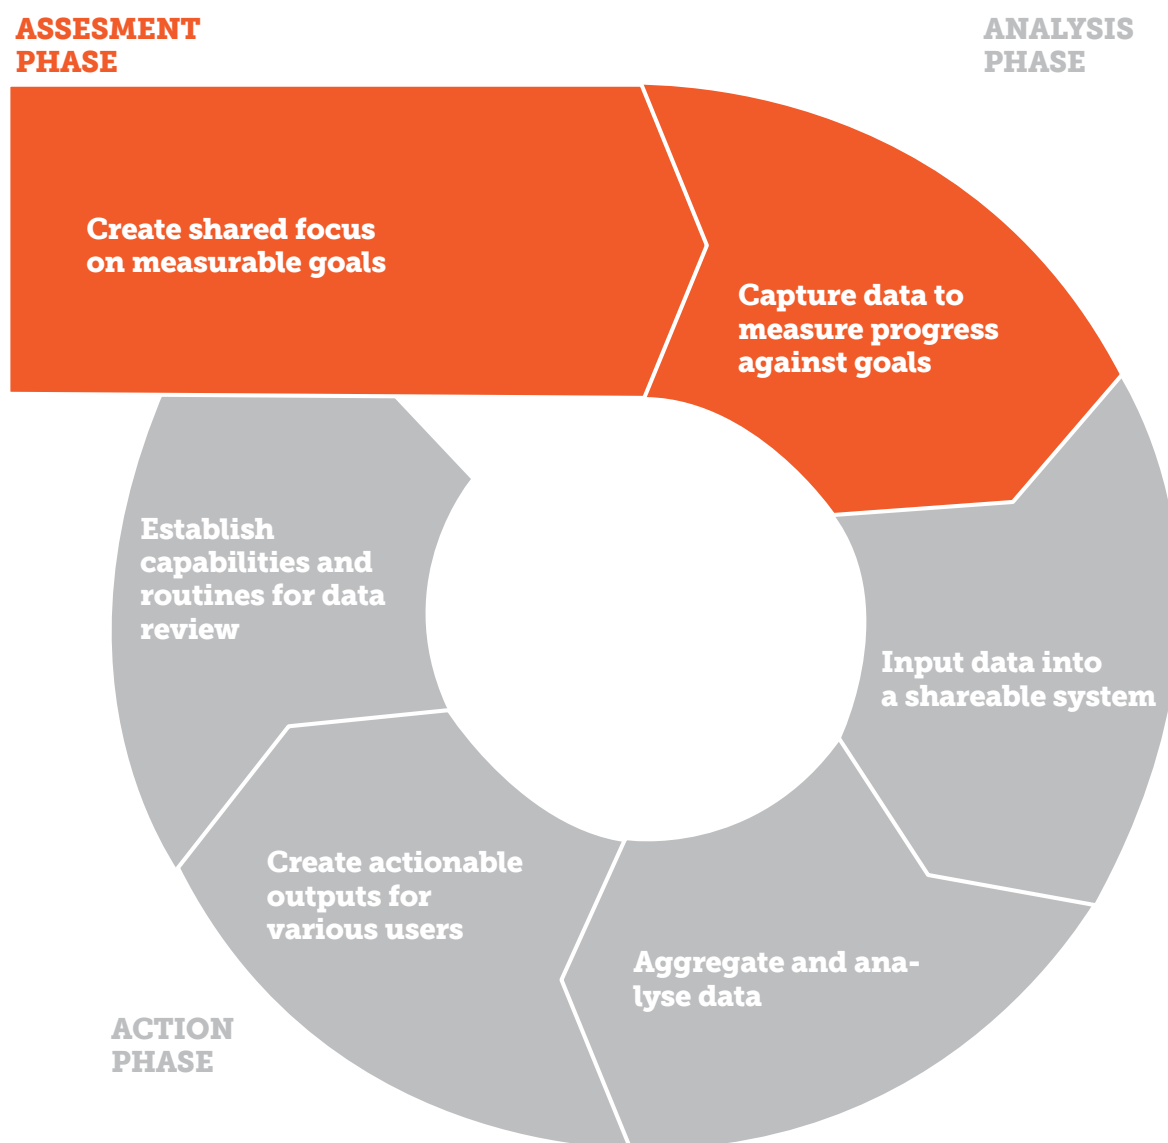 ASSESMENT
PHASE
ANALYSIS
PHASE
Create shared focus
on measurable goals
Capture data to
measure progress
against goals
Input data into
a shareable system
Aggregate and ana-
lyse data
Create actionable
outputs for
various users
Establish
capabilities and
routines for data
review
ACTION
PHASE